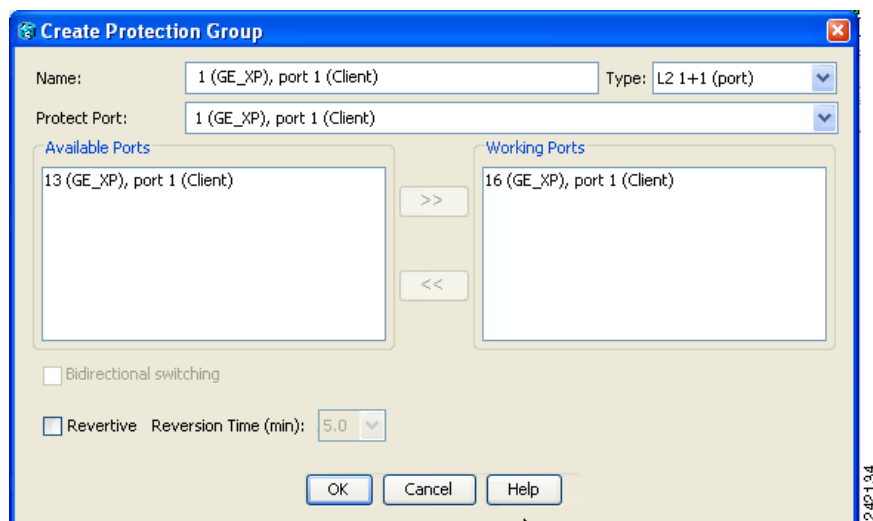 Create Protection Group
Name: 1 (GE_XP), port 1 (Client) Type: L2 1+1 (port)
Protect Port: 1 (GE_XP), port 1 (Client)
Available Ports Working Ports
13 (GE_XP), port 1 (Client) 16 (GE_XP), port 1 (Client)
>>
<<
Bidirectional switching
Revertive Reversion Time (min): 5.0
OK Cancel Help
242134